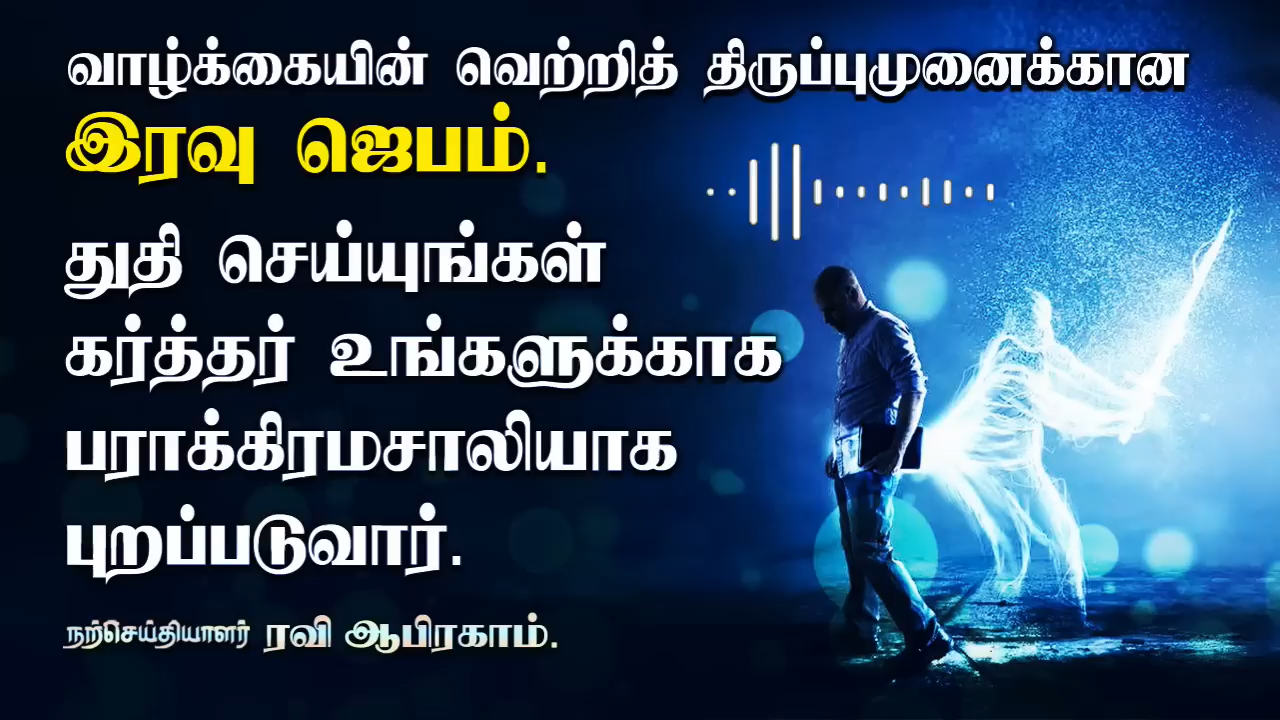 வாழ்க்கையின் வெற்றித் திருப்புமுனைக்கான
இரவு ஜெபம்.
துதி செய்யுங்கள்
கர்த்தர் உங்களுக்காக
பராக்கிரமசாலியாக
புறப்படுவார்.
நற்செய்தியாளர் ரவி ஆபிரகாம்.